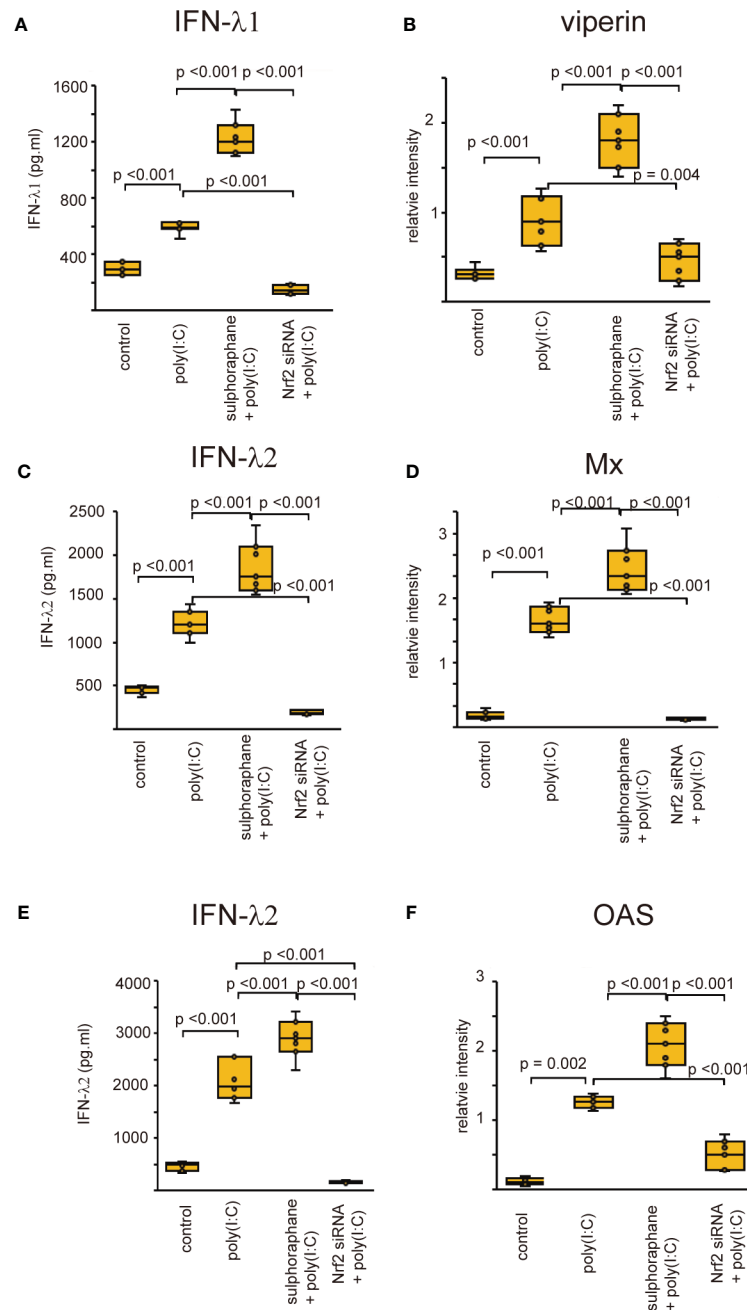 A
IFN-λ1
IFN-λ1 (pg.ml)
1600
1200
800
400
p <0.001
p <0.001
p <0.001
p <0.001
control
poly(I:C)
sulphoraphane
+ poly(I:C)
Nrf2 siRNA
+ poly(I:C)
B
viperin
relatvie intensity
2
1
p <0.001
p <0.001
p <0.001
p = 0.004
control
poly(I:C)
sulphoraphane
+ poly(I:C)
Nrf2 siRNA
+ poly(I:C)
C
IFN-λ2
IFN-λ2 (pg.ml)
2500
2000
1500
1000
500
p <0.001
p <0.001
p <0.001
p <0.001
control
poly(I:C)
sulphoraphane
+ poly(I:C)
Nrf2 siRNA
+ poly(I:C)
D
Mx
relatvie intensity
3
2
1
p <0.001
p <0.001
p <0.001
p <0.001
control
poly(I:C)
sulphoraphane
+ poly(I:C)
Nrf2 siRNA
+ poly(I:C)
E
IFN-λ2
IFN-λ2 (pg.ml)
4000
3000
2000
1000
p <0.001
p <0.001
p <0.001
p <0.001
control
poly(I:C)
sulphoraphane
+ poly(I:C)
Nrf2 siRNA
+ poly(I:C)
F
OAS
relatvie intensity
3
2
1
p <0.001
p <0.001
p = 0.002
p <0.001
control
poly(I:C)
sulphoraphane
+ poly(I:C)
Nrf2 siRNA
+ poly(I:C)